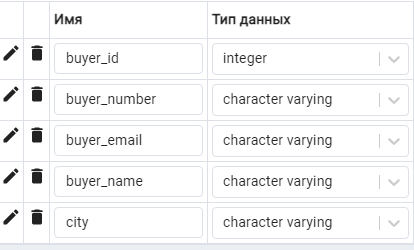 Имя Тип данных
buyer_id integer
buyer_number character varying
buyer_email character varying
buyer_name character varying
city character varying